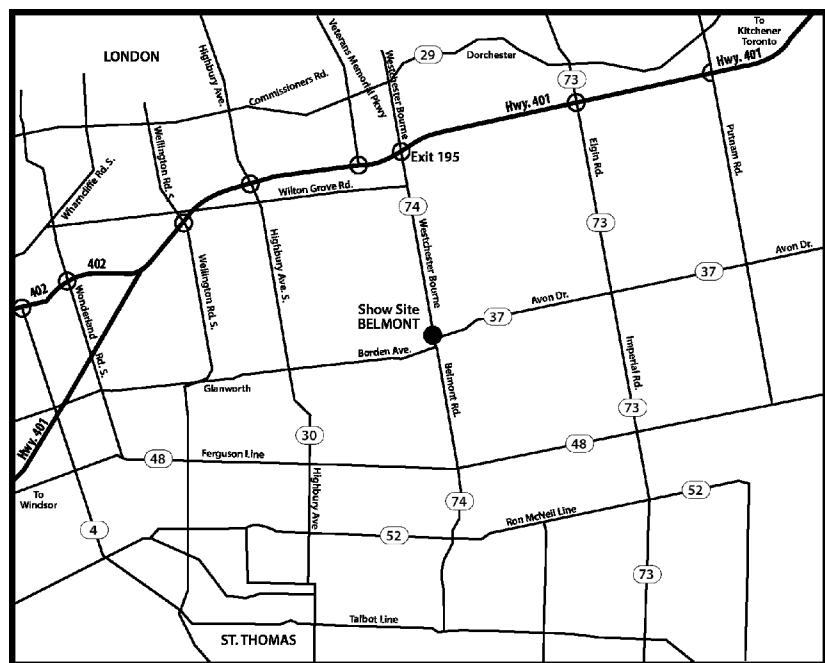 To
Kitchener
Toronto
LONDON
Highbury Ave.
Veterans Memorial Pkwy
Westchester Bourne
29
Dorchester
Hwy. 401
73
Commissioners Rd.
Hwy. 401
Exit 195
Wellington Rd. S.
Elgin Rd.
Putnam Rd.
Wharncliffe Rd. S.
Wilton Grove Rd.
74
73
Westchester Bourne
Highbury Ave. S.
Wellington Rd. S.
Avon Dr.
402
402
37
Wonderland Rd. S.
Show Site
BELMONT
Avon Dr.
37
Borden Ave.
Glanworth
Belmont Rd.
Imperial Rd.
73
Hwy. 401
30
48
48
Ferguson Line
To
Windsor
Highbury Ave.
74
52
Ron McNeil Line
4
52
73
Talbot Line
ST. THOMAS